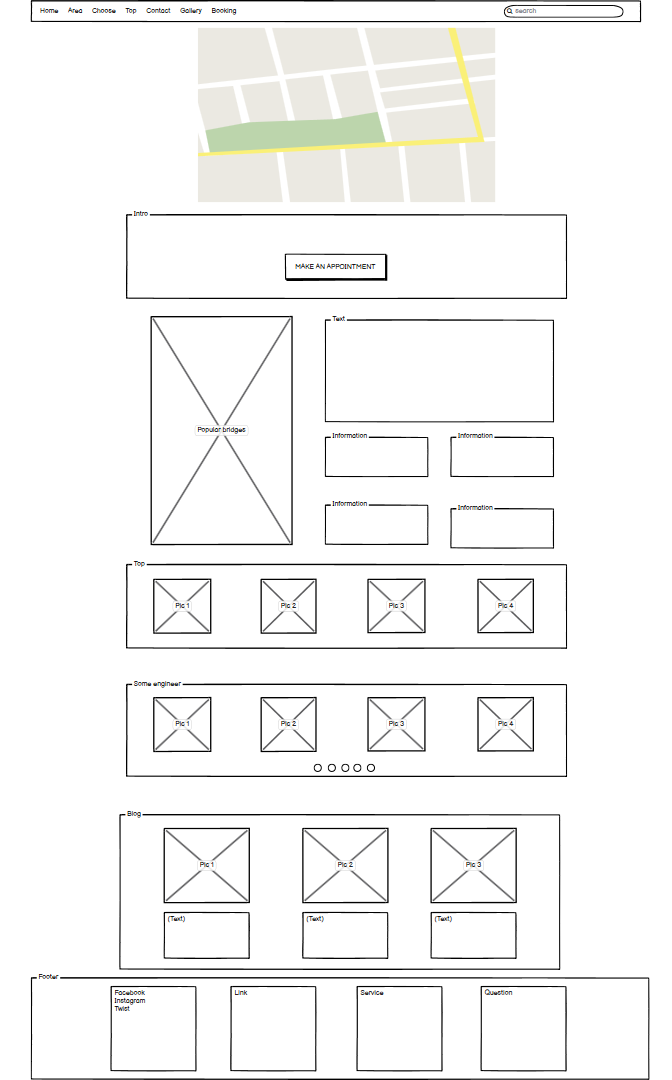 Home Area Choose Top Contact Gallery Booking search
Intro
MAKE AN APPOINTMENT
Popular bridges
Text
Information Information
Information Information
Top
Pic 1 Pic 2 Pic 3 Pic 4
Some engineer
Pic 1 Pic 2 Pic 3 Pic 4
Blog
Pic 1 Pic 2 Pic 3
(Text) (Text) (Text)
Footer
Facebook
Instagram
Twist
Link
Service
Question